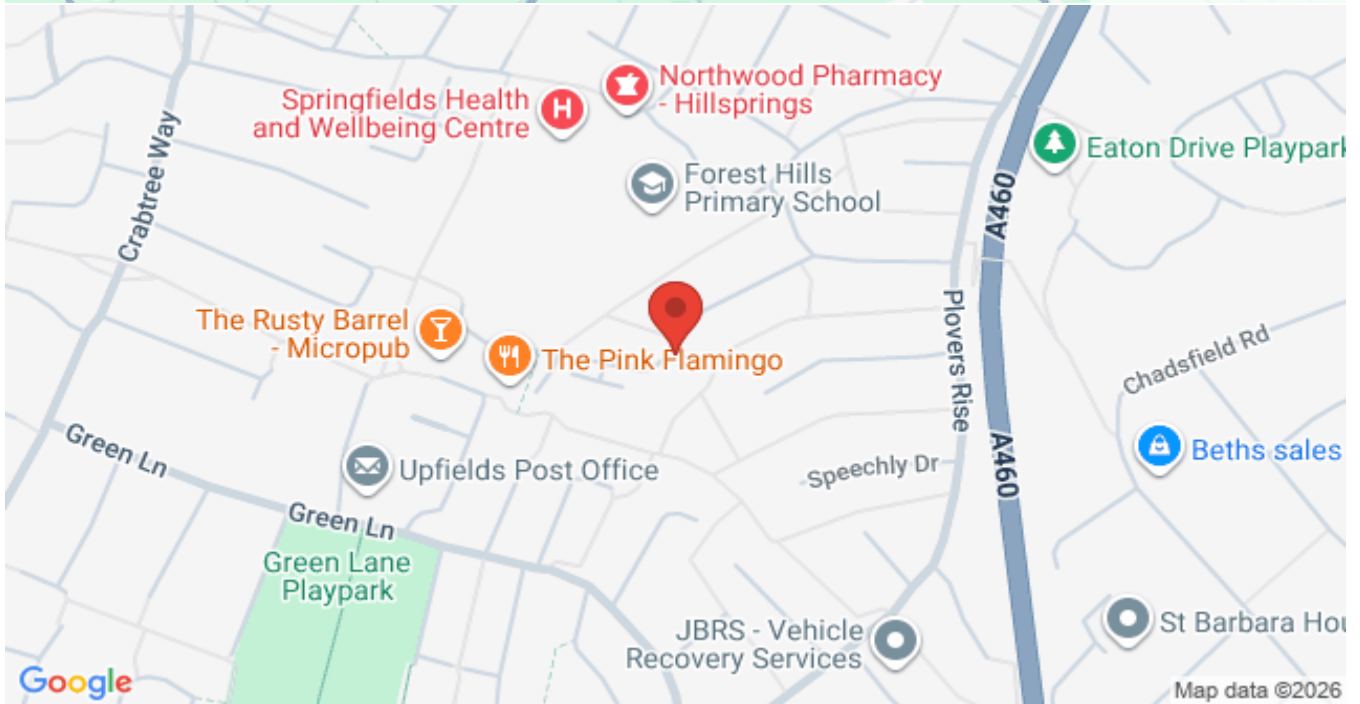 Northwood Pharmacy
- Hillsprings
Springfields Health
and Wellbeing Centre
Crabtree Way
Forest Hills
Primary School
Eaton Drive Playpark
A460
The Rusty Barrel
- Micropub
The Pink Flamingo
Plovers Rise
Chadsfield Rd
Green Ln
Upfields Post Office
Speechly Dr
A460
Beths sales
Green Ln
Green Lane
Playpark
JBRS - Vehicle
Recovery Services
St Barbara Hou
Google
Map data ©2026